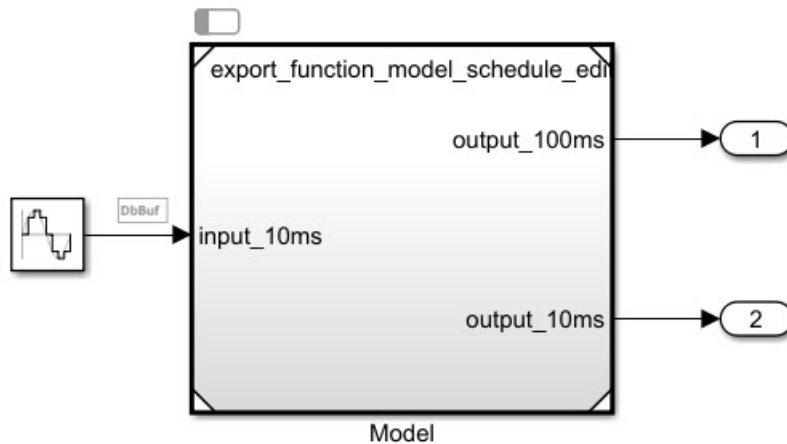 export_function_model_schedule_edi
output_100ms
1
DbBuf
input_10ms
output_10ms
2
Model